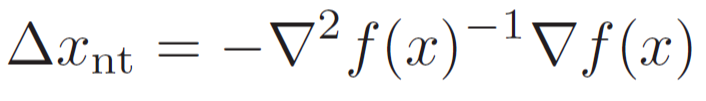 Δx_nt = −∇²f(x)⁻¹∇f(x)